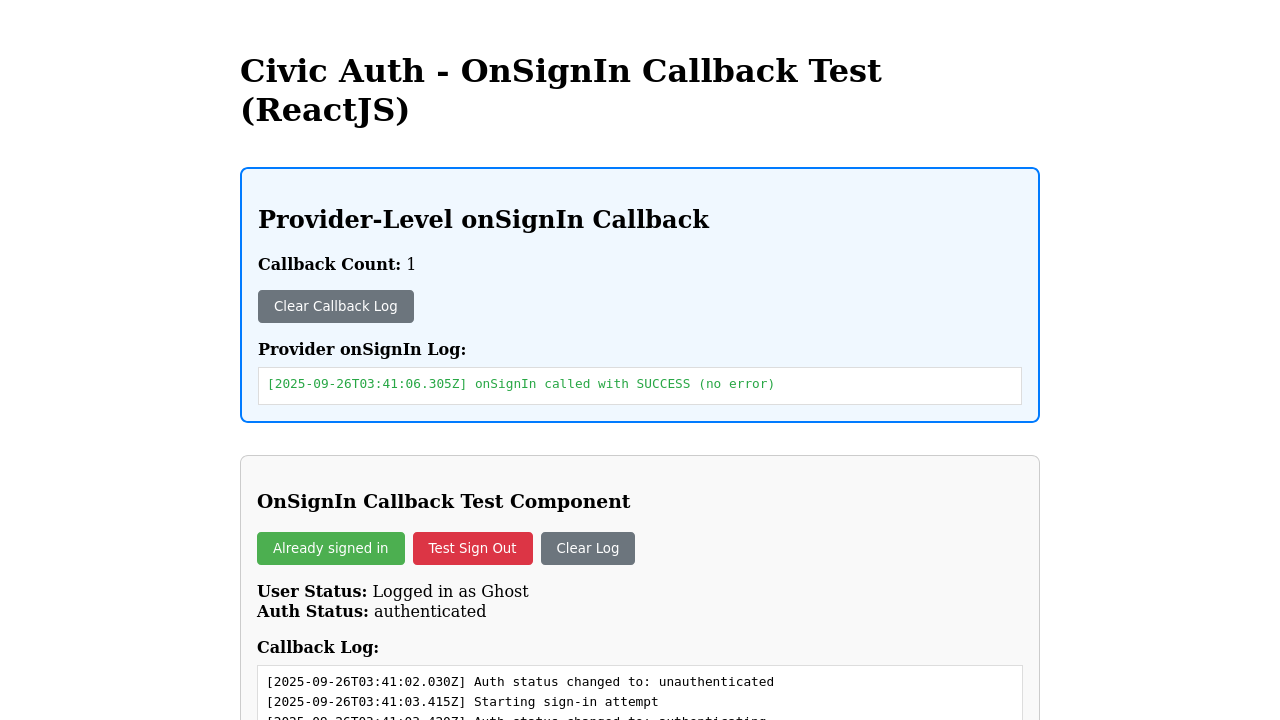 Civic Auth - OnSignIn Callback Test
(ReactJS)
Provider-Level onSignIn Callback
Callback Count: 1
Clear Callback Log
Provider onSignIn Log:
[2025-09-26T03:41:06.305Z] onSignIn called with SUCCESS (no error)
OnSignIn Callback Test Component
Already signed in Test Sign Out Clear Log
User Status: Logged in as Ghost
Auth Status: authenticated
Callback Log:
[2025-09-26T03:41:02.030Z] Auth status changed to: unauthenticated
[2025-09-26T03:41:03.415Z] Starting sign-in attempt